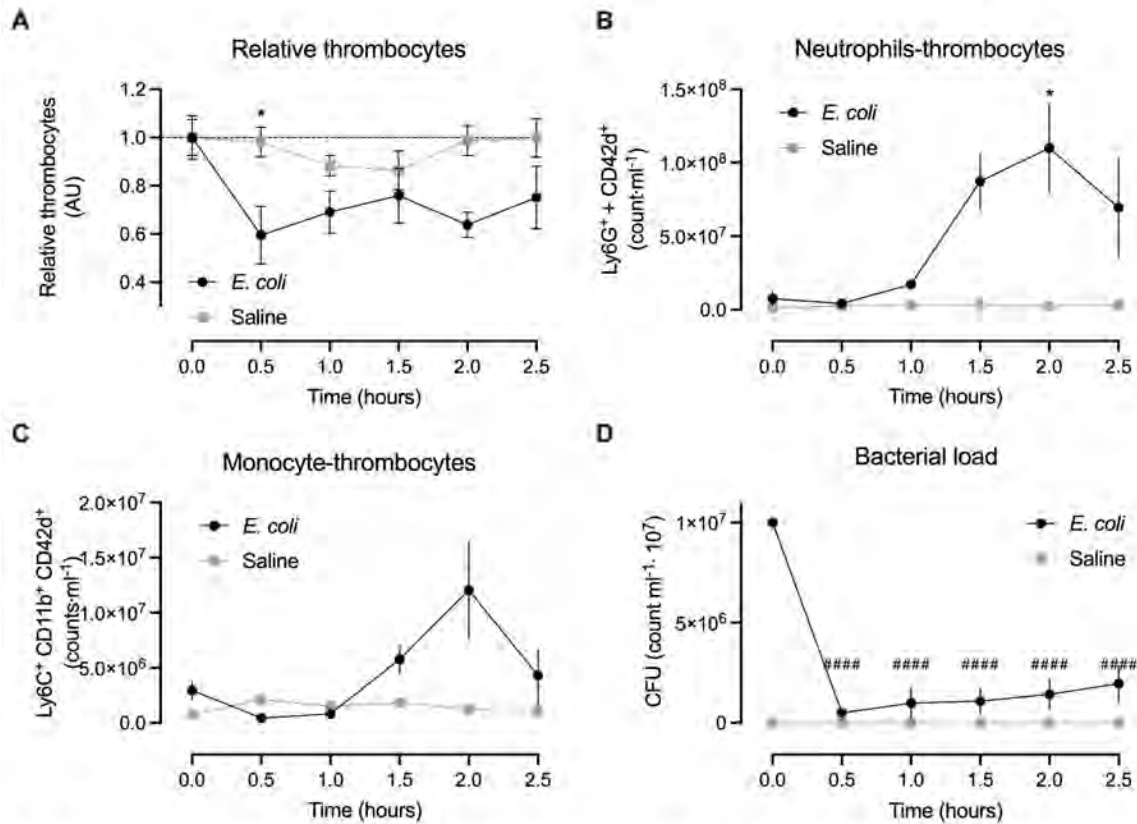 A
Relative thrombocytes
Relative thrombocytes
(AU)
1.2
1.0
0.8
0.6
0.4
*
E. coli
Saline
0.0 0.5 1.0 1.5 2.0 2.5
Time (hours)
B
Neutrophils-thrombocytes
Ly6G⁺ + CD42d⁺
(count·ml⁻¹)
1.5×10⁸
1.0×10⁸
5.0×10⁷
0.0
*
E. coli
Saline
0.0 0.5 1.0 1.5 2.0 2.5
Time (hours)
C
Monocyte-thrombocytes
Ly6C⁺ CD11b⁺ CD42d⁺
(counts·ml⁻¹)
2.0×10⁷
1.5×10⁷
1.0×10⁷
5.0×10⁶
0.0
E. coli
Saline
0.0 0.5 1.0 1.5 2.0 2.5
Time (hours)
D
Bacterial load
CFU (count ml⁻¹· 10⁷)
1×10⁷
5×10⁶
0
E. coli
Saline
#### #### #### #### ####
0.0 0.5 1.0 1.5 2.0 2.5
Time (hours)